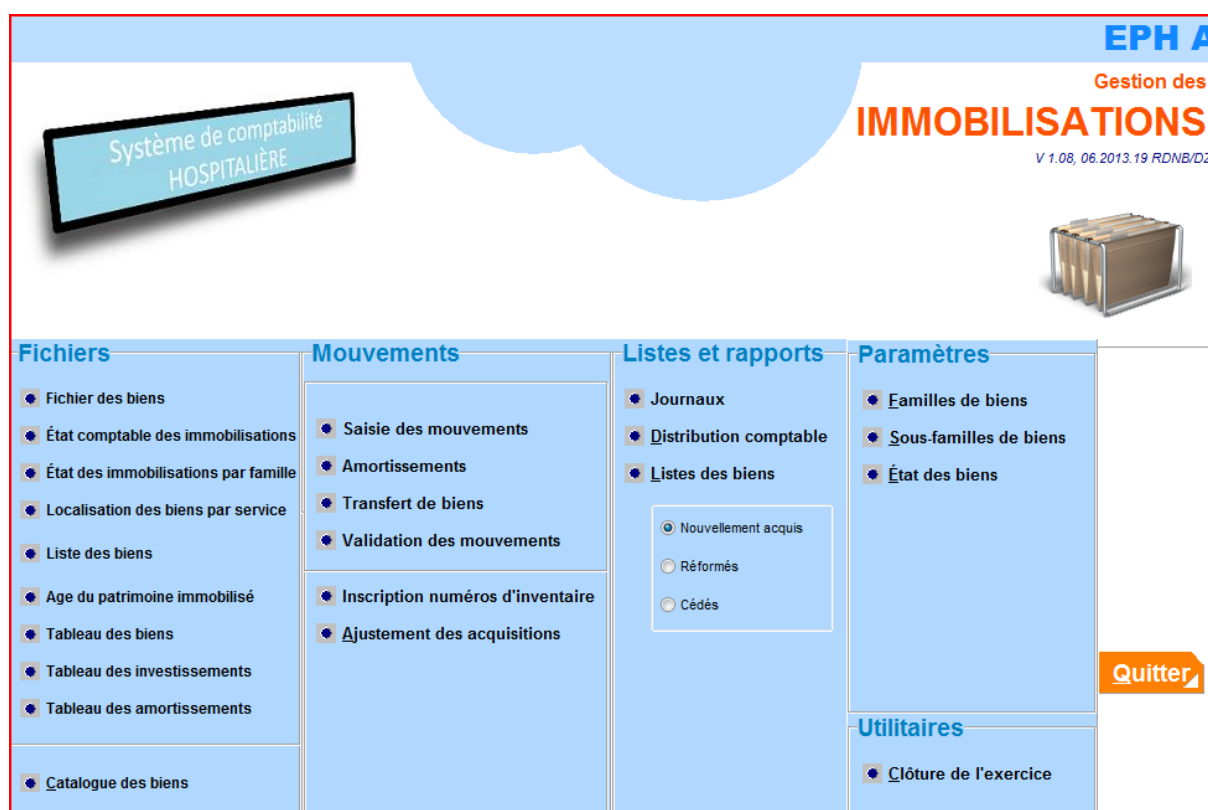 EPH A
Gestion des
IMMOBILISATIONS
V 1.08, 06.2013.19 RDNB/DZ
Système de comptabilité
HOSPITALIÈRE
Fichiers
Fichier des biens
État comptable des immobilisations
État des immobilisations par famille
Localisation des biens par service
Liste des biens
Age du patrimoine immobilisé
Tableau des biens
Tableau des investissements
Tableau des amortissements
Catalogue des biens
Mouvements
Saisie des mouvements
Amortissements
Transfert de biens
Validation des mouvements
Inscription numéros d'inventaire
Ajustement des acquisitions
Listes et rapports
Journaux
Distribution comptable
Listes des biens
Nouvellement acquis
Réformés
Cédés
Paramètres
Familles de biens
Sous-familles de biens
État des biens
Utilitaires
Clôture de l'exercice
Quitter